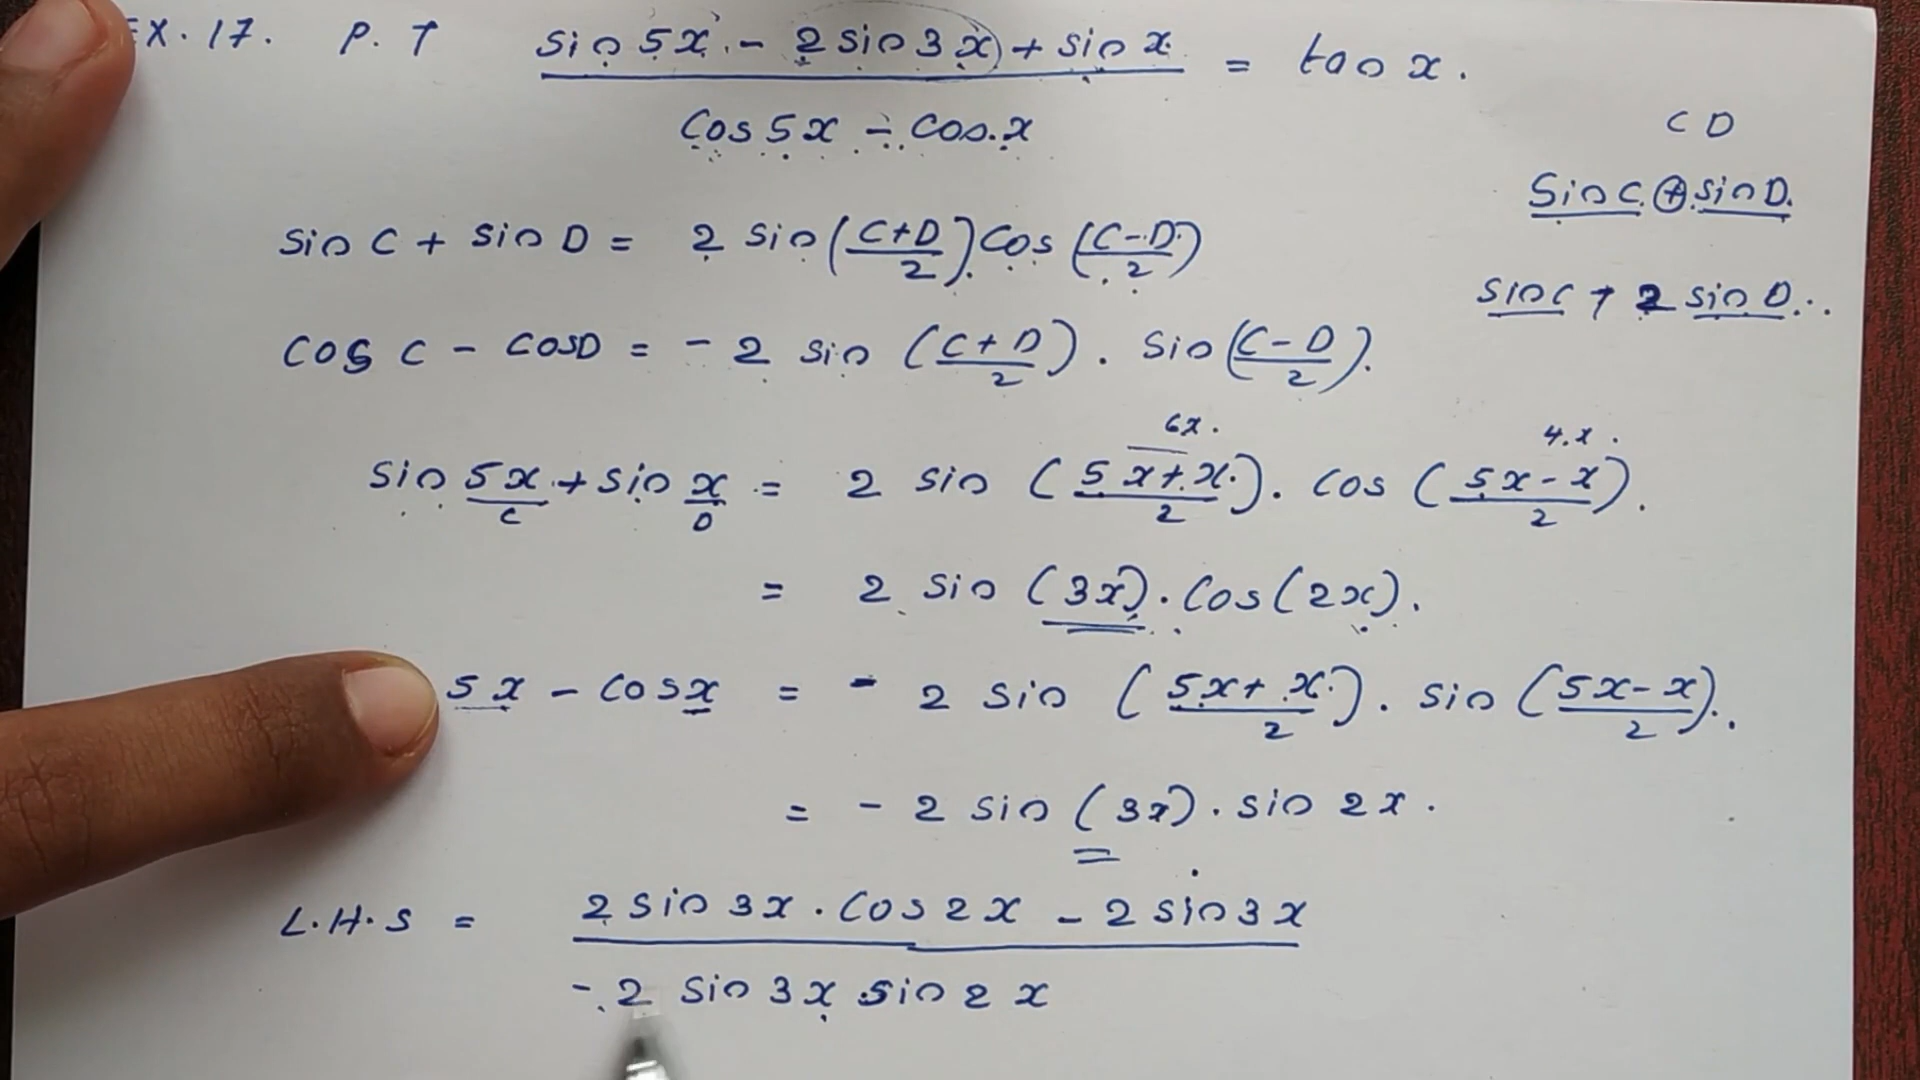 EX. 17. P. T (sin 5x - 2 sin 3x + sin x) / (cos 5x - cos x) = tan x.
C D
sin C + sin D.
sin C + sin D = 2 sin (C+D/2) cos (C-D/2)
sin C + 2 sin D..
cos C - cos D = - 2 sin (C+D/2) . sin (C-D/2).
6x. 4.x.
sin 5x + sin x = 2 sin (5x+x/2) . cos (5x-x/2).
C D
= 2 sin (3x) . cos (2x).
5x - cos x = - 2 sin (5x+x/2) . sin (5x-x/2).
= - 2 sin (3x) . sin 2x.
L.H.S = (2 sin 3x . cos 2x - 2 sin 3x) / (- 2 sin 3x . sin 2x)